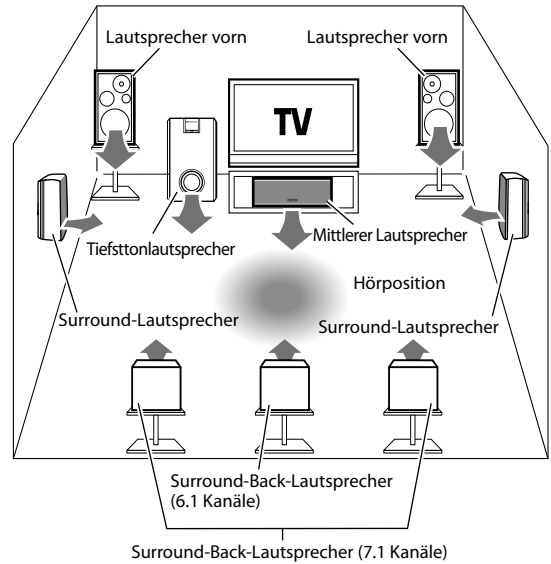 Lautsprecher vorn
Lautsprecher vorn
TV
Tiefsttonlautsprecher
Mittlerer Lautsprecher
Hörposition
Surround-Lautsprecher
Surround-Lautsprecher
Surround-Back-Lautsprecher
(6.1 Kanäle)
Surround-Back-Lautsprecher (7.1 Kanäle)